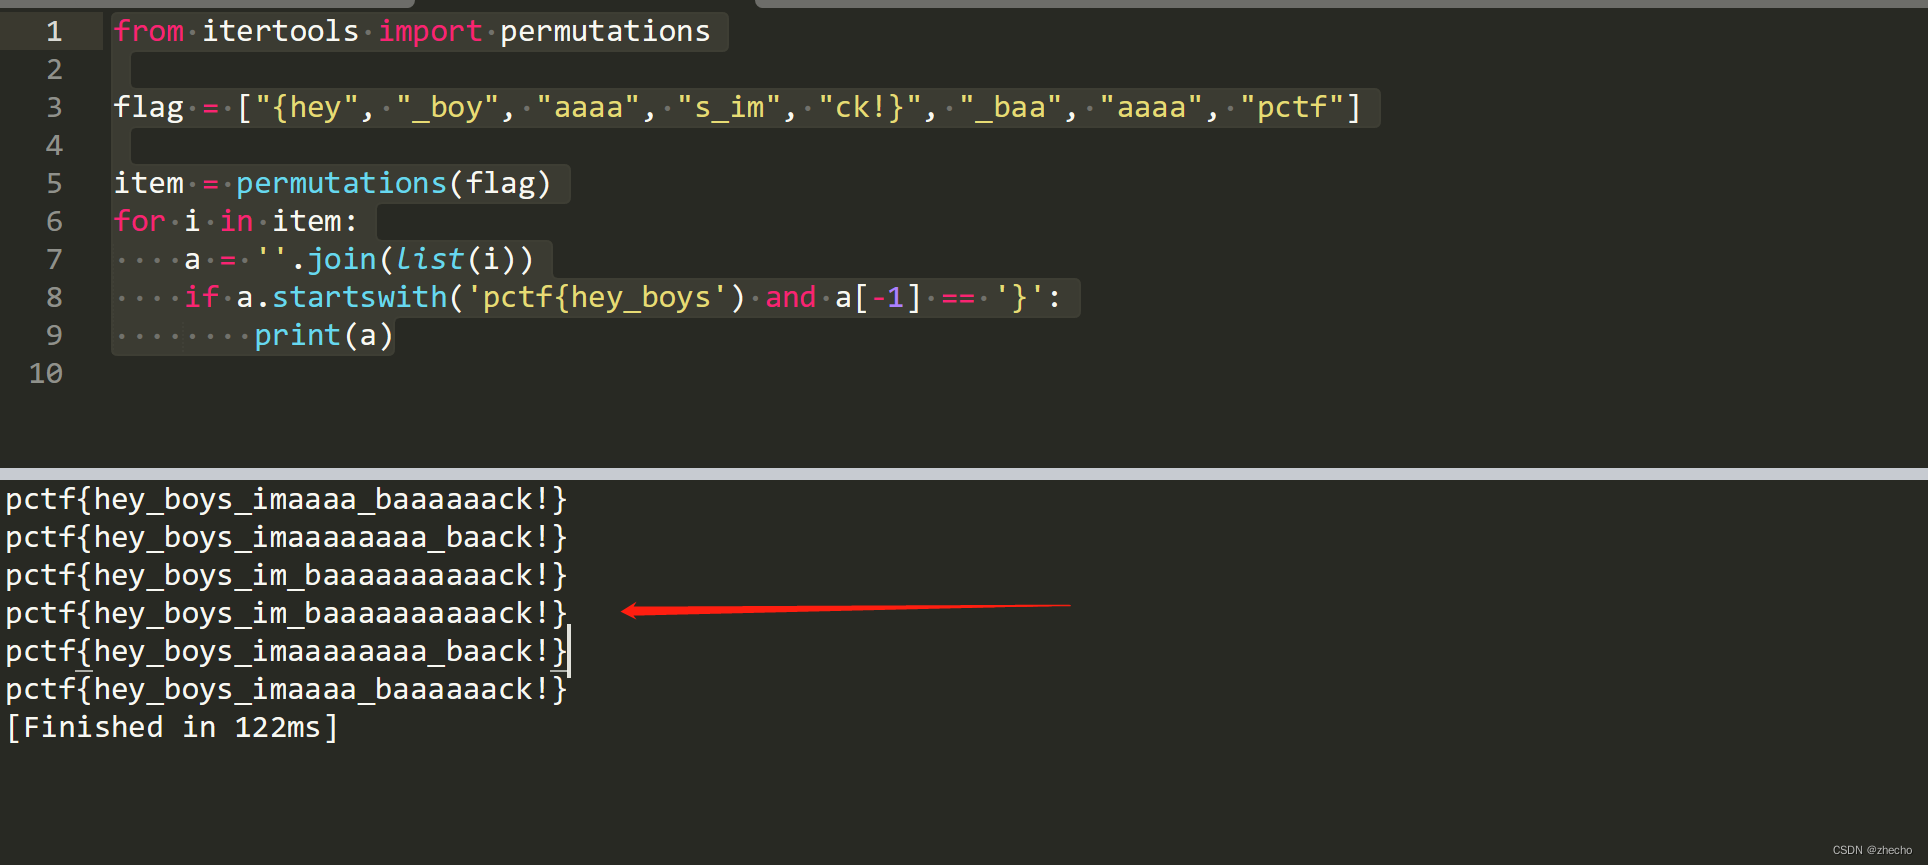 1 from itertools import permutations
2
3 flag = ["{hey", "_boy", "aaaa", "s_im", "ck!}", "_baa", "aaaa", "pctf"]
4
5 item = permutations(flag)
6 for i in item:
7     a = ''.join(list(i))
8     if a.startswith('pctf{hey_boys') and a[-1] == '}':
9         print(a)
10
pctf{hey_boys_imaaaa_baaaaaack!}
pctf{hey_boys_imaaaaaaaa_baack!}
pctf{hey_boys_im_baaaaaaaaaack!}
pctf{hey_boys_im_baaaaaaaaaack!}
pctf{hey_boys_imaaaaaaaa_baack!}
pctf{hey_boys_imaaaa_baaaaaack!}
[Finished in 122ms]
CSDN @zhecho